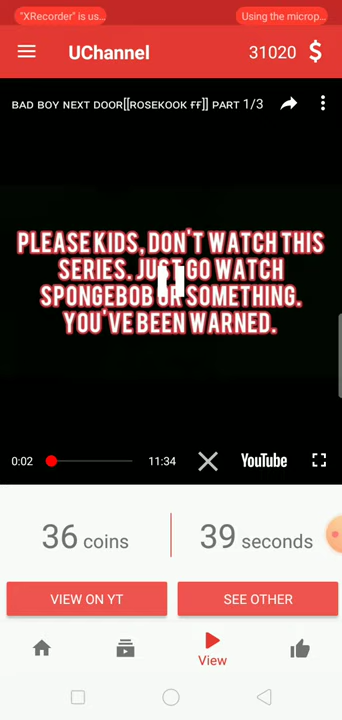 "XRecorder" is us...
Using the microp...
UChannel
31020 $
BAD BOY NEXT DOOR[[ROSEKOOK FF]] PART 1/3
PLEASE KIDS, DON'T WATCH THIS
SERIES. JUST GO WATCH
SPONGEBOB OR SOMETHING.
YOU'VE BEEN WARNED.
0:02
11:34
YouTube
36 coins
39 seconds
VIEW ON YT
SEE OTHER
View